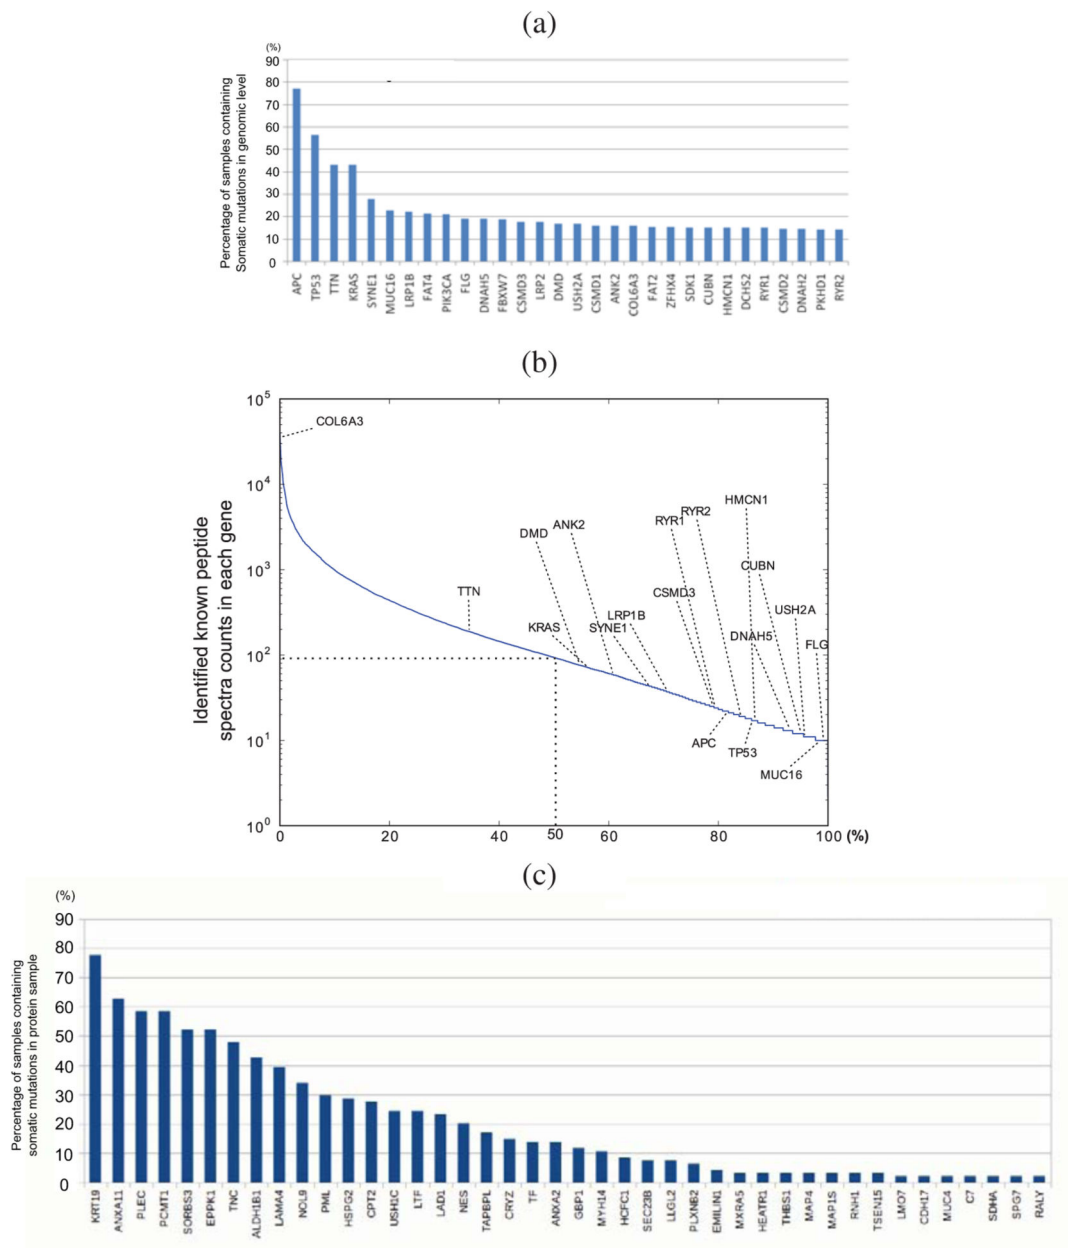 (a)
(%)
Percentage of samples containing
Somatic mutations in genomic level
90
80
70
60
50
40
30
20
10
0
APC TP53 TTN KRAS SYNE1 MUC16 LRP1B FAT4 PIK3CA FLG DNAH5 FBXW7 CSMD3 LRP2 DMD USH2A CSMD1 ANK2 COL6A3 FAT2 ZFHX4 SDK1 CUBN HMCN1 DCHS2 RYR1 CSMD2 DNAH2 PKHD1 RYR2
(b)
Identified known peptide
spectra counts in each gene
10^5
COL6A3
10^4
HMCN1
RYR2
RYR1
ANK2
DMD
10^3
CUBN
TTN
CSMD3
USH2A
LRP1B
KRAS
SYNE1
DNAH5
FLG
10^2
10^1
APC
TP53
MUC16
10^0
0 20 40 50 60 80 100 (%)
(c)
(%)
Percentage of samples containing
somatic mutations in protein sample
90
80
70
60
50
40
30
20
10
0
KRT19 ANXA11 PLEC PCMT1 SORBS3 EPPK1 TNC ALDH1B1 LAMA4 NOL9 PML HSPG2 CPT2 USH1C LTF LAD1 NES TAPBPL CRYZ TF ANXA2 GBP1 MYH14 HCFC1 SEC23B LLGL2 PLXNB2 EMILIN1 MXRA5 HEATR1 THBS1 MAP4 MAP1S RNH1 TSEN15 LMO7 CDH17 MUC4 C7 SDHA SPG7 RALY